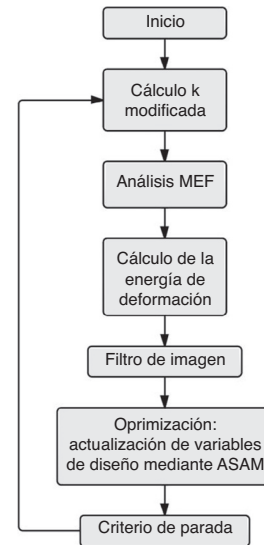 Inicio
Cálculo k
modificada
Análisis MEF
Cálculo de la
energía de
deformación
Filtro de imagen
Oprimización:
actualización de variables
de diseño mediante ASAM
Criterio de parada